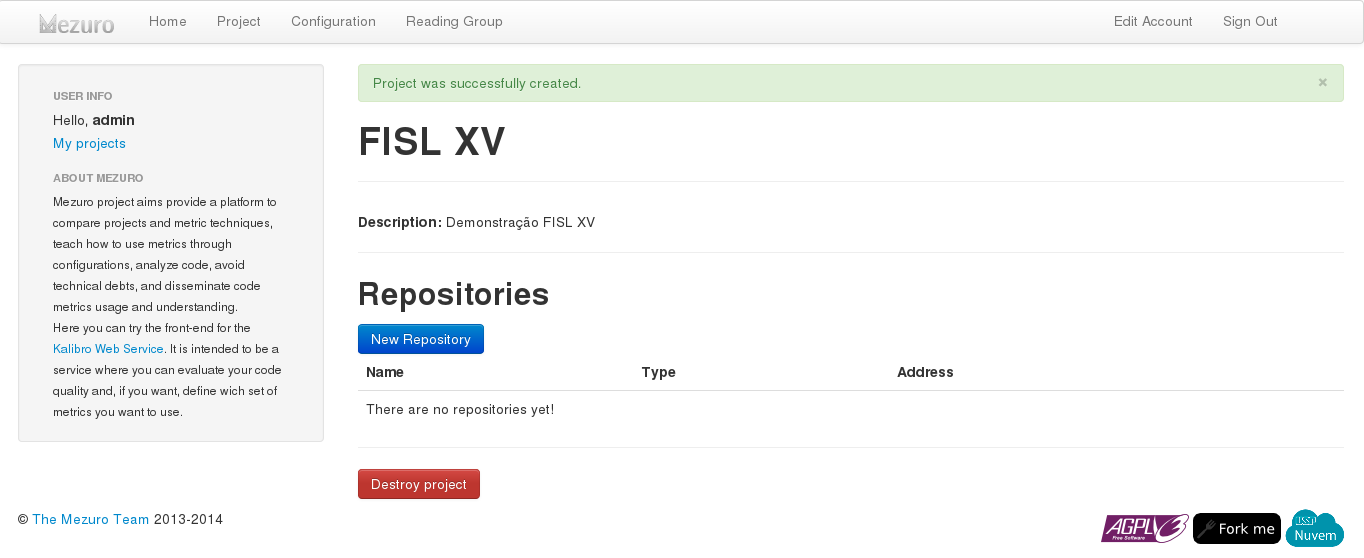 Mezuro Home Project Configuration Reading Group Edit Account Sign Out
USER INFO
Hello, admin
My projects
ABOUT MEZURO
Mezuro project aims provide a platform to
compare projects and metric techniques,
teach how to use metrics through
configurations, analyze code, avoid
technical debts, and disseminate code
metrics usage and understanding.
Here you can try the front-end for the
Kalibro Web Service. It is intended to be a
service where you can evaluate your code
quality and, if you want, define wich set of
metrics you want to use.
Project was successfully created. ×
FISL XV
Description: Demonstração FISL XV
Repositories
New Repository
Name Type Address
There are no repositories yet!
Destroy project
© The Mezuro Team 2013-2014
AGPL v3
Free Software
Fork me
Nuvem